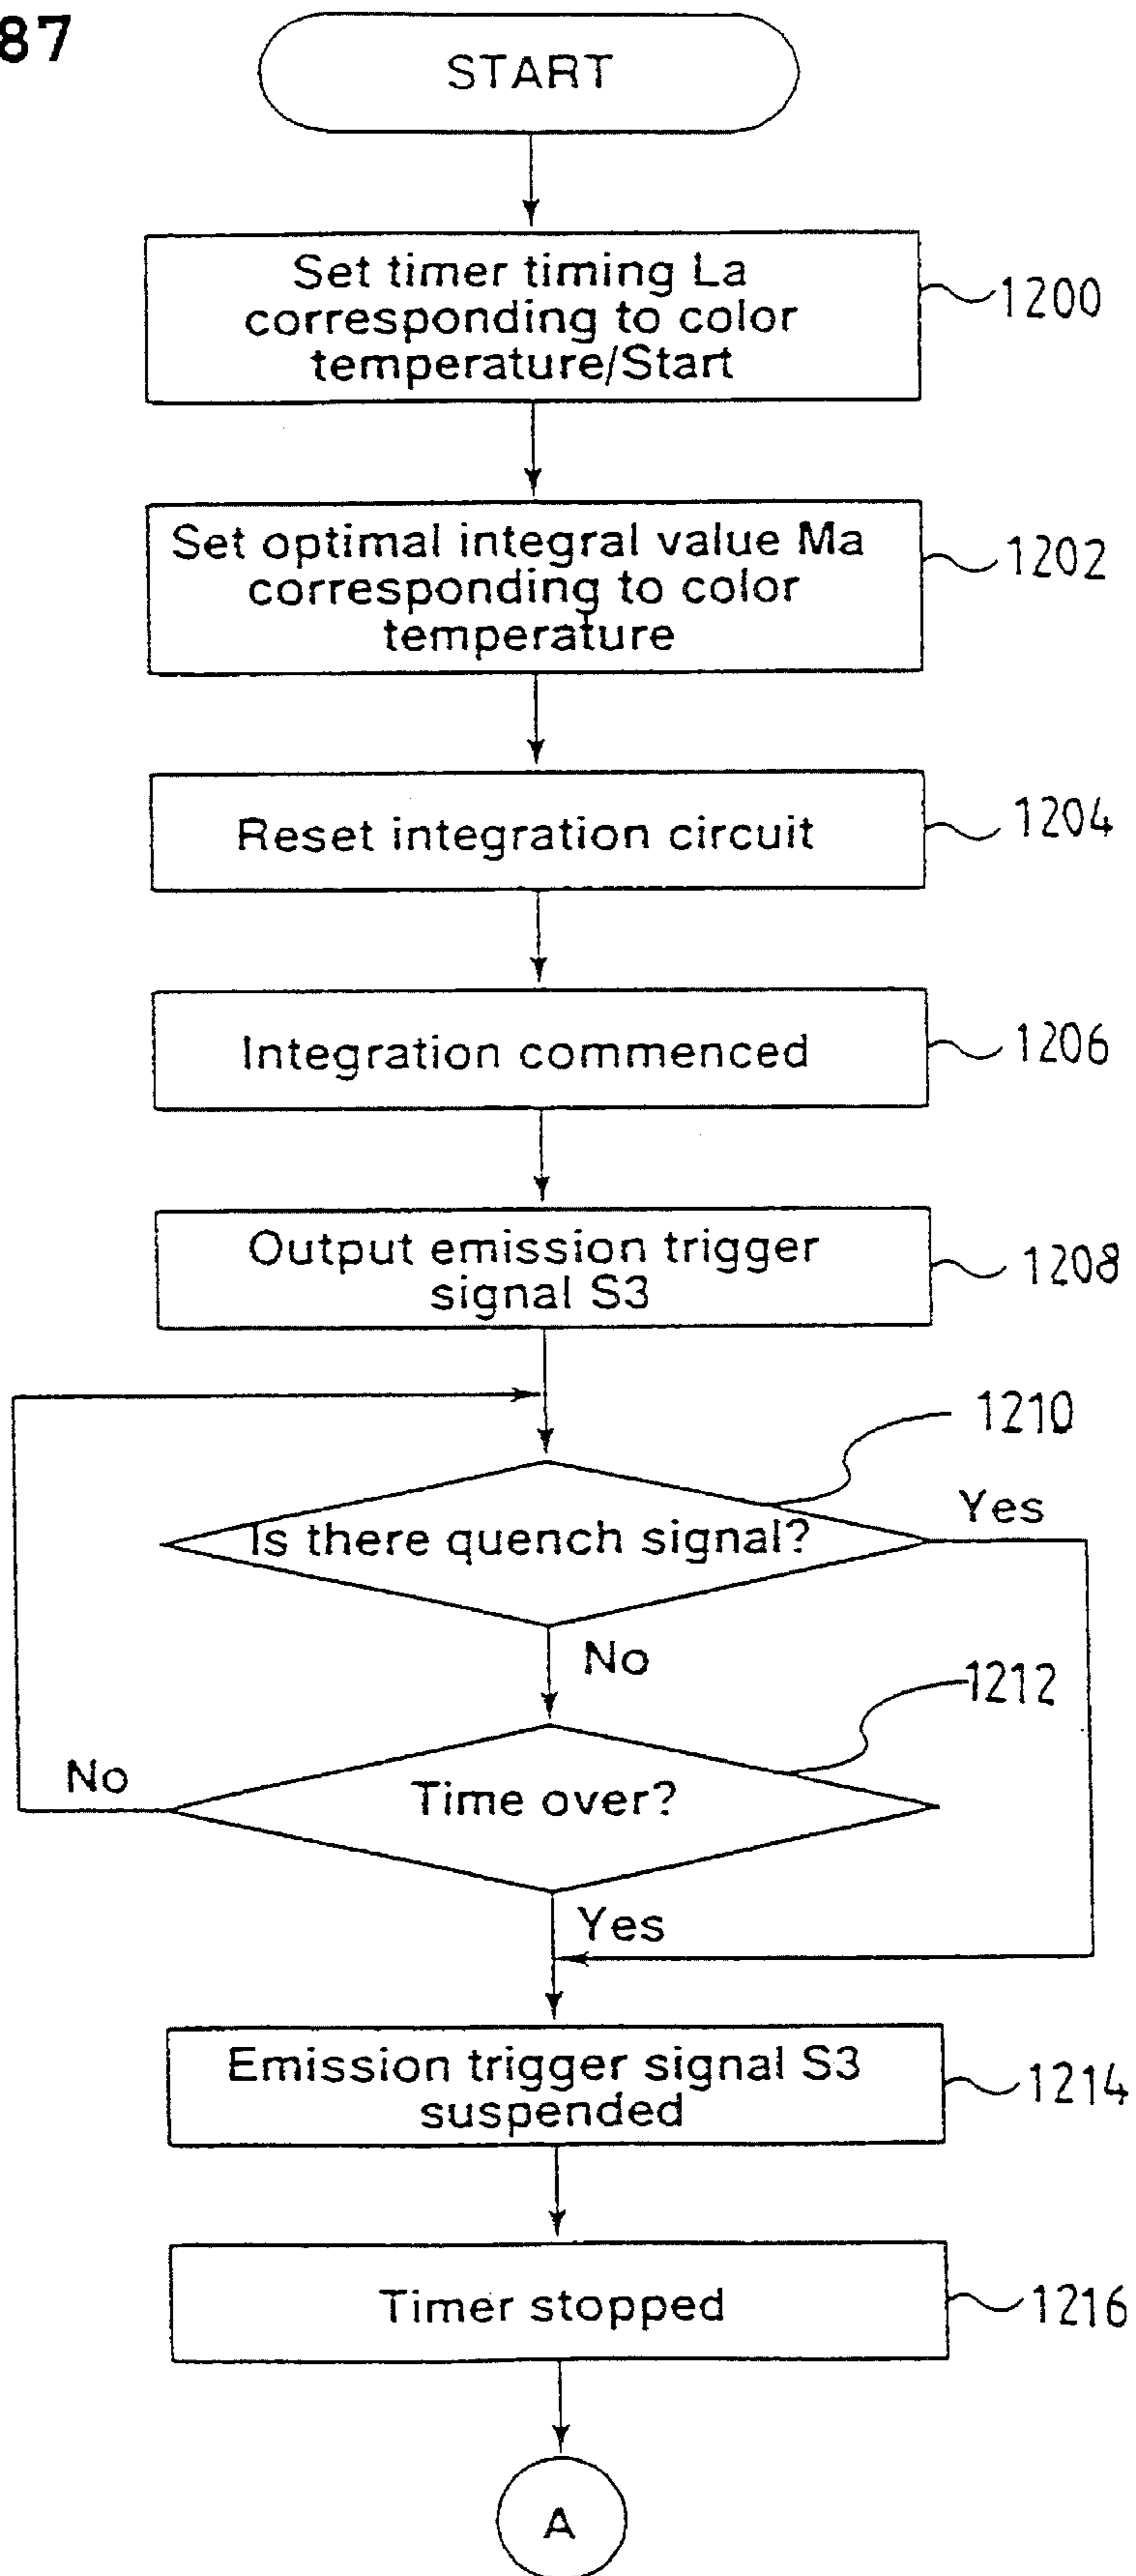 87
START
Set timer timing La
corresponding to color
temperature/Start
1200
Set optimal integral value Ma
corresponding to color
temperature
1202
Reset integration circuit
1204
Integration commenced
1206
Output emission trigger
signal S3
1208
1210
Is there quench signal?
Yes
No
1212
Time over?
No
Yes
Emission trigger signal S3
suspended
1214
Timer stopped
1216
A